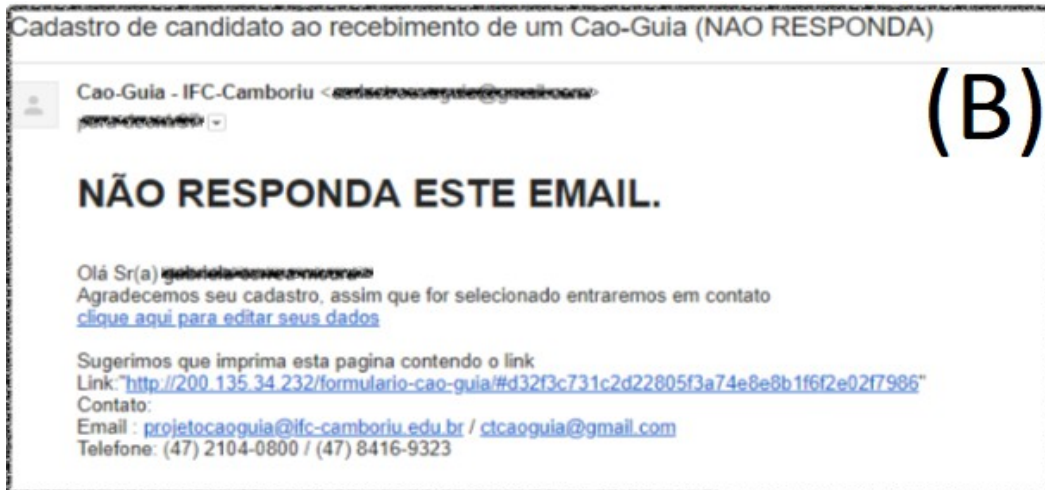 Cadastro de candidato ao recebimento de um Cao-Guia (NAO RESPONDA)
Cao-Guia - IFC-Camboriu
(B)
NÃO RESPONDA ESTE EMAIL.
Olá Sr(a)
Agradecemos seu cadastro, assim que for selecionado entraremos em contato
clique aqui para editar seus dados
Sugerimos que imprima esta pagina contendo o link
Link:"http://200.135.34.232/formulario-cao-guia/#d32f3c731c2d22805f3a74e8e8b1f6f2e02f7986"
Contato:
Email : projetocaoguia@ifc-camboriu.edu.br / ctcaoguia@gmail.com
Telefone: (47) 2104-0800 / (47) 8416-9323